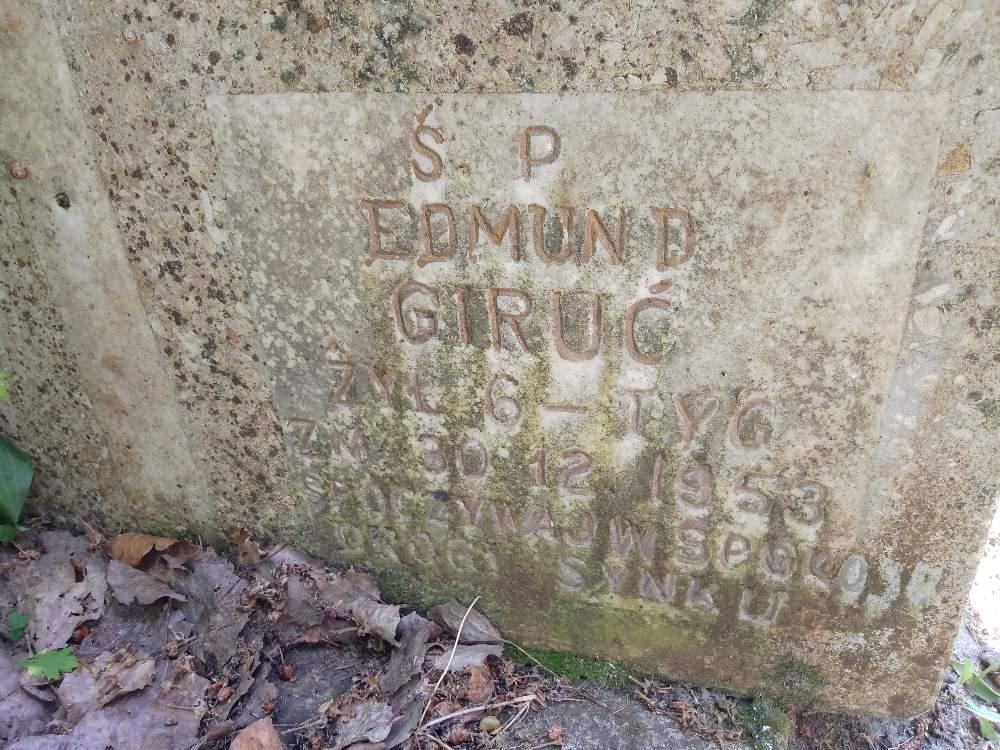 Ś. P
EDMUND
GIRUĆ
ŻYŁ 6 — TYG
ZM. 30 12 1953
SPOCZYWAJ W SPOKOJU
DROGI SYNKU